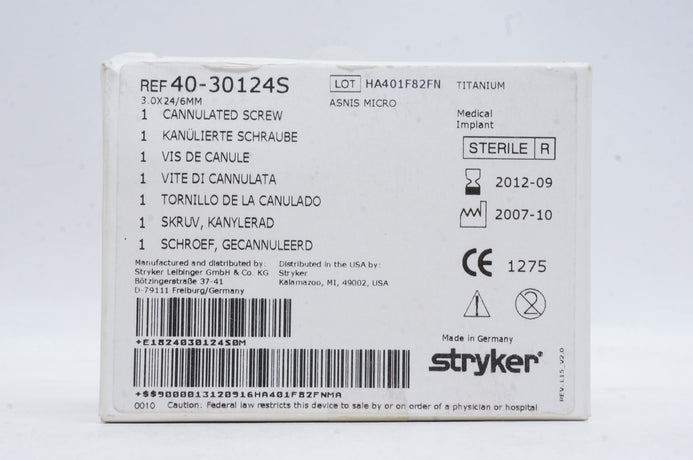 REF 40-30124S
3.0X24/6MM
1 CANNULATED SCREW
1 KANÜLIERTE SCHRAUBE
1 VIS DE CANULE
1 VITE DI CANNULATA
1 TORNILLO DE LA CANULADO
1 SKRUV, KANYLERAD
1 SCHROEF, GECANNULEERD
LOT HA401F82FN
ASNIS MICRO
TITANIUM
Medical
Implant
STERILE R
2012-09
2007-10
CE 1275
2
Manufactured and distributed by:
Stryker Leibinger GmbH & Co. KG
Bötzingerstraße 37-41
D-79111 Freiburg/Germany
Distributed in the USA by:
Stryker
Kalamazoo, MI, 49002, USA
+E1824030124S0M
Made in Germany
stryker®
+$$9000013120916HA401F82FNMA
0010 Caution: Federal law restricts this device to sale by or on order of a physician or hospital
REV. L15_V2.0